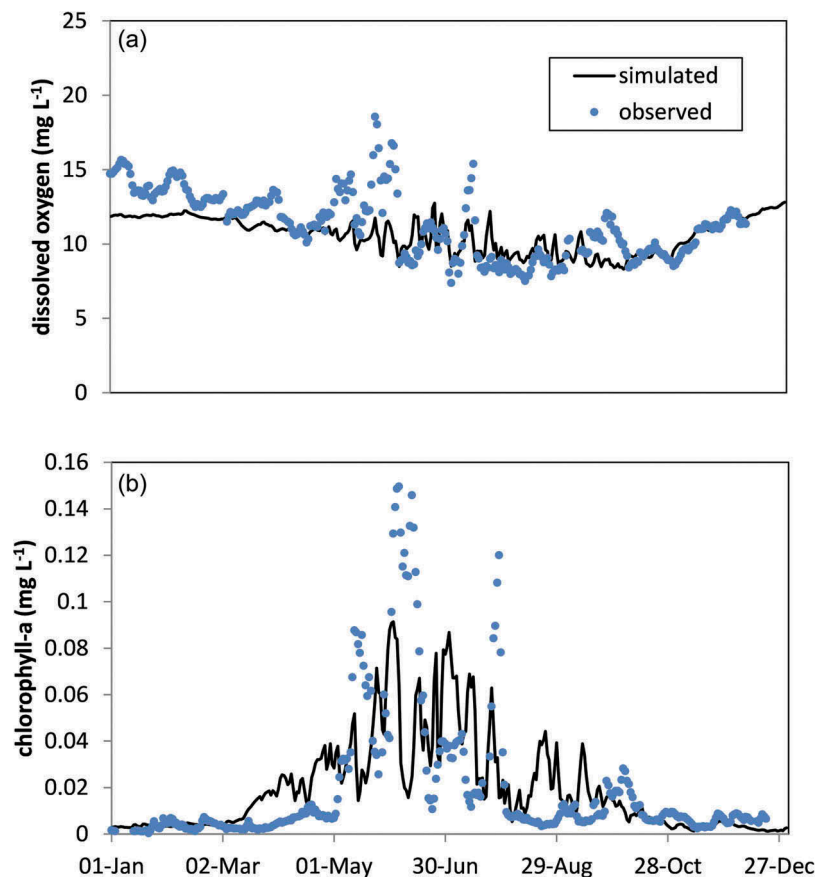 25
(a)
simulated
observed
20
15
10
5
0
dissolved oxygen (mg L⁻¹)
0.16
(b)
0.14
0.12
0.1
0.08
0.06
0.04
0.02
0
chlorophyll-a (mg L⁻¹)
01-Jan 02-Mar 01-May 30-Jun 29-Aug 28-Oct 27-Dec